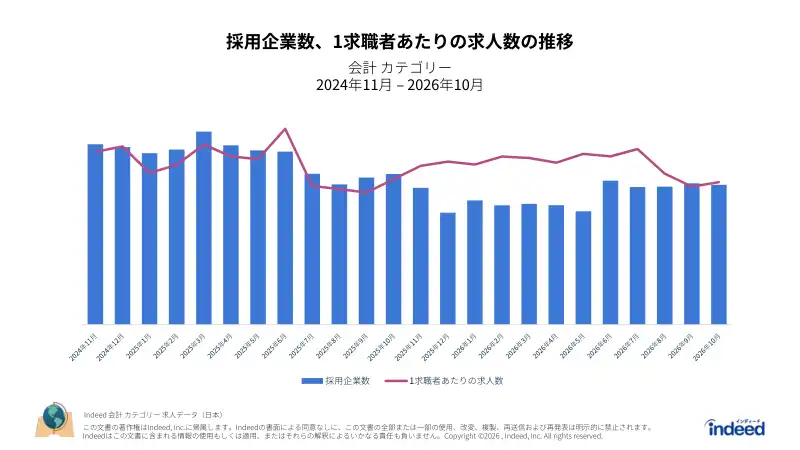 採用企業数、1求職者あたりの求人数の推移
会計 カテゴリー
2024年11月 – 2026年10月
2024年11月
2024年12月
2025年1月
2025年2月
2025年3月
2025年4月
2025年5月
2025年6月
2025年7月
2025年8月
2025年9月
2025年10月
2025年11月
2025年12月
2026年1月
2026年2月
2026年3月
2026年4月
2026年5月
2026年6月
2026年7月
2026年8月
2026年9月
2026年10月
採用企業数
1求職者あたりの求人数
Indeed 会計 カテゴリー 求人データ（日本）
この文書の著作権はIndeed, Inc.に帰属します。Indeedの書面による同意なしに、この文書の全部または一部の使用、改変、複製、再送信および再発表は明示的に禁止されます。
Indeedはこの文書に含まれる情報の使用もしくは適用、またはそれらの解釈によるいかなる責任も負いません。Copyright ©2026 , Indeed, Inc. All rights reserved.
インディード
indeed